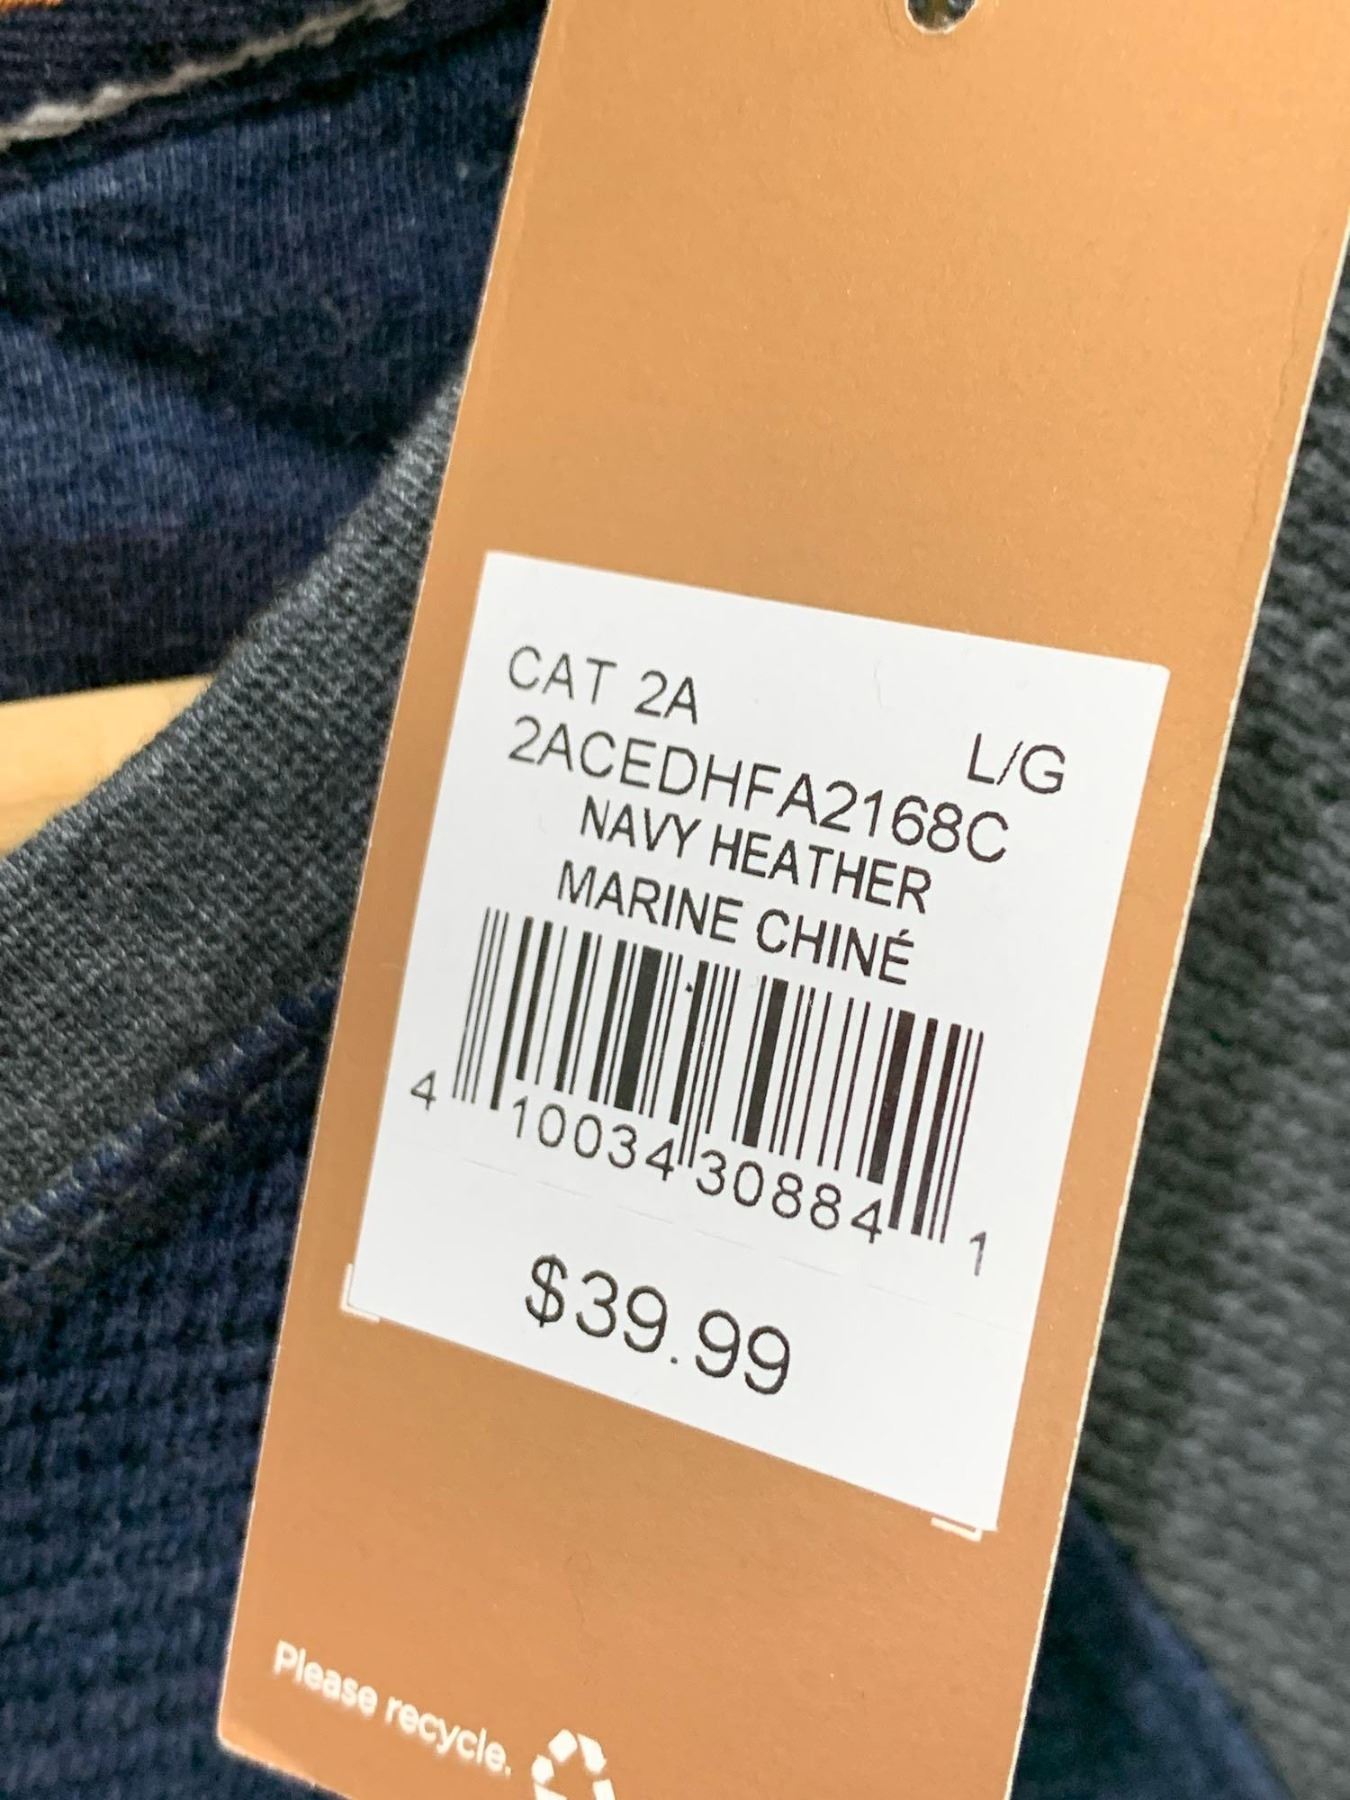 CAT 2A
L/G
2ACEDHFA2168C
NAVY HEATHER
MARINE CHINÉ
4 10034 30884 1
$39.99
Please recycle.